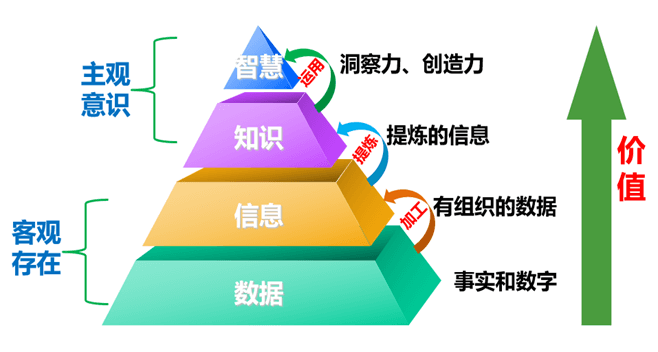 智慧
运用
洞察力、创造力
主观
意识
知识
提炼
提炼的信息
价
值
信息
加工
有组织的数据
客观
存在
数据
事实和数字